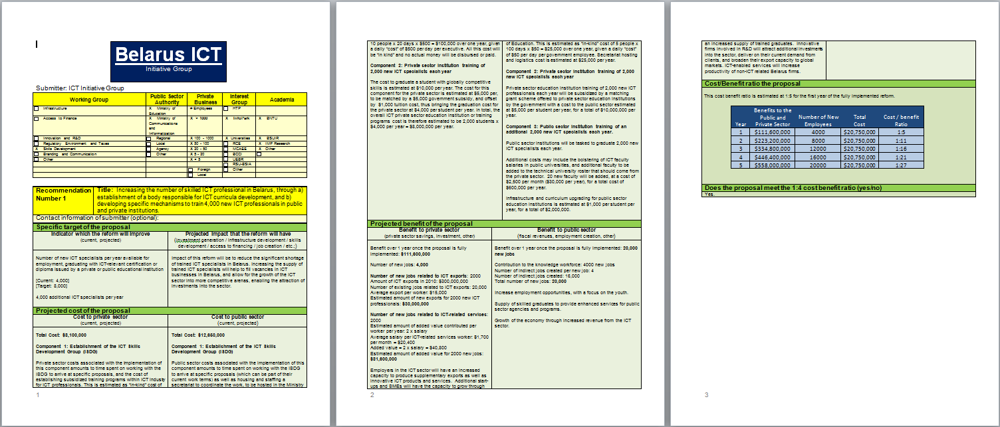 Belarus ICT
Initiative Group
Submitter: ICT Initiative Group
Working Group
Public Sector Authority
Private Business
Interest Group
Academia
Infrastructure
X Ministry of Education
# Employees
HTP
Access to Finance
X Ministry of Communications and Informatization
X > 1000
X InfoPark
X BNTU
Innovation and R&D
Regional
X 100 - 1000
X Universities
X BSUIR
Regulatory Environment and Taxes
Local
X 50 - 100
RCE
X IMP Research
X Skills Development
Agency
X 20 - 50
MCAEE
X Other
Branding and Communication
Other
X 5 - 20
BCCI
Other
X < 5
UEBR
RSU-BSIA
Foreign
Other
Local
Recommendation Number 1
Title: Increasing the number of skilled ICT professional in Belarus, through a)
establishment of a body responsible for ICT curricula development, and b)
developing specific mechanisms to train 4,000 new ICT professionals in public
and private institutions.
Contact information of submitter (optional):
Specific target of the proposal
Indicator which the reform will improve
(current, projected)
Projected impact that the reform will have
((investment generation / infrastructure development / skills
development / access to financing / job creation / etc.;)
Number of new ICT specialists per year available for
employment, graduating with ICT-relevant certification or
diploma issued by a private or public educational institution
[Current: 4,000]
[Target: 8,000]
4,000 additional ICT specialists per year
Impact of this reform will be to reduce the significant shortage
of trained ICT specialists in Belarus. Increasing the supply of
trained ICT specialists will help to fill vacancies in ICT
businesses in Belarus, and allow for the growth of the ICT
sector into more competitive arenas, enabling the attraction of
investments into the sector.
Projected cost of the proposal
Cost to private sector
(current, projected)
Cost to public sector
(current, projected)
Total Cost: $8,100,000
Component 1: Establishment of the ICT Skills
Development Group (ISDG)
Private sector costs associated with the implementation of
this component amounts to time spent on working with the
ISDG to arrive at specific proposals, and the cost of
establishing subsidized training programs within ICT industry
for ICT professionals. This is estimated as "in-kind" cost of
Total Cost: $12,650,000
Component 1: Establishment of the ICT Skills
Development Group (ISDG)
Public sector costs associated with the implementation of this
component amounts to time spent on working with the ISDG
to arrive at specific proposals (which can be part of their
current work terms) as well as housing and staffing a
secretariat to coordinate the work, to be hosted in the Ministry
1
10 people x 20 days x $500 = $100,000 over one year, given
a daily "cost" of $500 per day per executive. All this cost will
be "in kind" and no actual money will be disbursed or paid.
Component 2: Private sector institution training of
2,000 new ICT specialists each year
The cost to graduate a student with globally competitive
skills is estimated at $10,000 per year. The cost for this
component for the private sector is estimated at $5,000 per,
to be matched by a $5,000 government subsidy, and offset
by $1,000 tuition cost, thus bringing the graduation cost for
the private sector at $4,000 per student per year. In total, the
overall ICT private sector education institution or training
programs cost is therefore estimated to be 2,000 students x
$4,000 per year = $8,000,000 per year.
of Education. This is estimated as "in-kind" cost of 5 people x
100 days x $50 = $25,000 over one year, given a daily "cost"
of $50 per day per government employee. Secretariat hosting
and logistics cost is estimated at $25,000 per year.
Component 2: Private sector institution training of 2,000
new ICT specialists each year
Private sector education institution training of 2,000 new ICT
professionals each year will be subsidized by a matching
grant scheme offered to private sector education institutions
by the government with a cost to the public sector estimated
at $5,000 per student per year, for a total of $10,000,000 per
year.
Component 3: Public sector institution training of an
additional 2,000 new ICT specialists each year.
Public sector institutions will be tasked to graduate 2,000 new
ICT specialists each year.
Additional costs may include the bolstering of ICT faculty
salaries in public universities, and additional faculty to be
added to the technical university roster that should come from
the private sector. 20 new faculty will be added, at a cost of
$2,500 per month ($30,000 per year), for a total cost of
$600,000 per year.
Infrastructure and curriculum upgrading for public sector
education institutions is estimated at $1,000 per student per
year, for a total of $2,000,000.
Projected benefit of the proposal
Benefit to private sector
(private sector savings, investment, other)
Benefit to public sector
(fiscal revenues, employment creation, other)
Benefit over 1 year once the proposal is fully
implemented: $111,600,000
Number of new jobs: 4,000
Number of new jobs related to ICT exports: 2000
Amount of ICT exports in 2010: $300,000,000
Number of existing jobs related to ICT exports: 20,000
Average export per worker: $15,000
Estimated amount of new exports for 2000 new ICT
professionals: $30,000,000
Number of new jobs related to ICT-related services:
2000
Estimated amount of added value contributed per
worker per year: 2 x salary
Average salary per ICT-related services worker: $1,700
per month = $20,400
Added value = 2 x salary = $40,800
Estimated amount of added value for 2000 new jobs:
$81,600,000
Employers in the ICT sector will have an increased
capacity to produce supplementary exports as well as
innovative ICT products and services. Additional start-
ups and SMEs will have the capacity to grow through
Benefit over 1 year once the proposal is fully implemented: 20,000
new jobs
Contribution to the knowledge workforce: 4000 new jobs
Number of indirect jobs created per new job: 4
Number of indirect jobs created: 16,000
Total number of new jobs: 20,000
Increase employment opportunities, with a focus on the youth.
Supply of skilled graduates to provide enhanced services for public
sector agencies and programs.
Growth of the economy through increased revenue from the ICT
sector.
2
an increased supply of trained graduates. Innovative
firms involved in R&D will attract additional investments
into the sector, deliver on their current demand from
clients, and broaden their export capacity to global
markets. ICT-enabled services will increase
productivity of non-ICT related Belarus firms.
Cost/Benefit ratio the proposal
This cost benefit ratio is estimated at 1:5 for the first year of the fully implemented reform.
Year
Benefits to the Public and Private Sector
Number of New Employees
Total Cost
Cost / benefit Ratio
1 $111,600,000 4000 $20,750,000 1:5
2 $223,200,000 8000 $20,750,000 1:11
3 $334,800,000 12000 $20,750,000 1:16
4 $446,400,000 16000 $20,750,000 1:21
5 $558,000,000 20000 $20,750,000 1:27
Does the proposal meet the 1:4 cost benefit ratio (yes/no)
Yes.
3